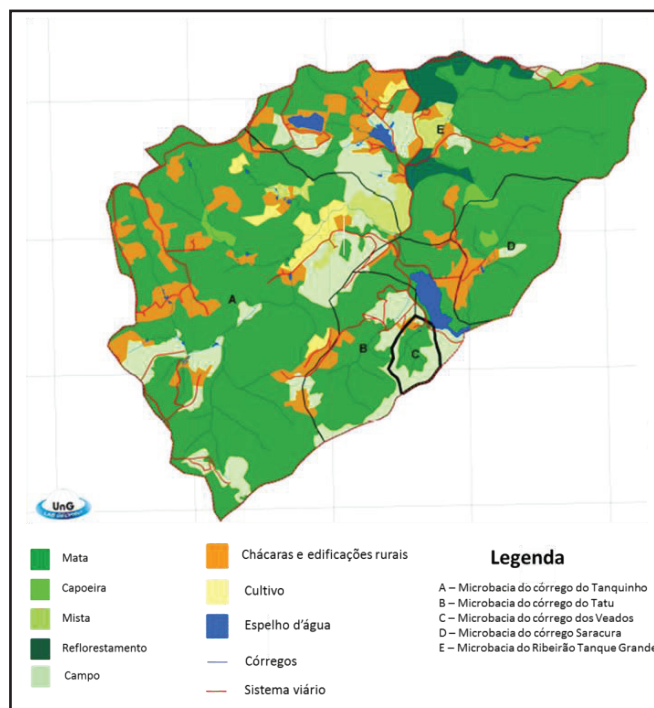 A
B
C
D
E
UnG
Mata
Capoeira
Mista
Reflorestamento
Campo
Chácaras e edificações rurais
Cultivo
Espelho d'água
Córregos
Sistema viário
Legenda
A – Microbacia do córrego do Tanquinho
B – Microbacia do córrego do Tatu
C – Microbacia do córrego dos Veados
D – Microbacia do córrego Saracura
E – Microbacia do Ribeirão Tanque Grande